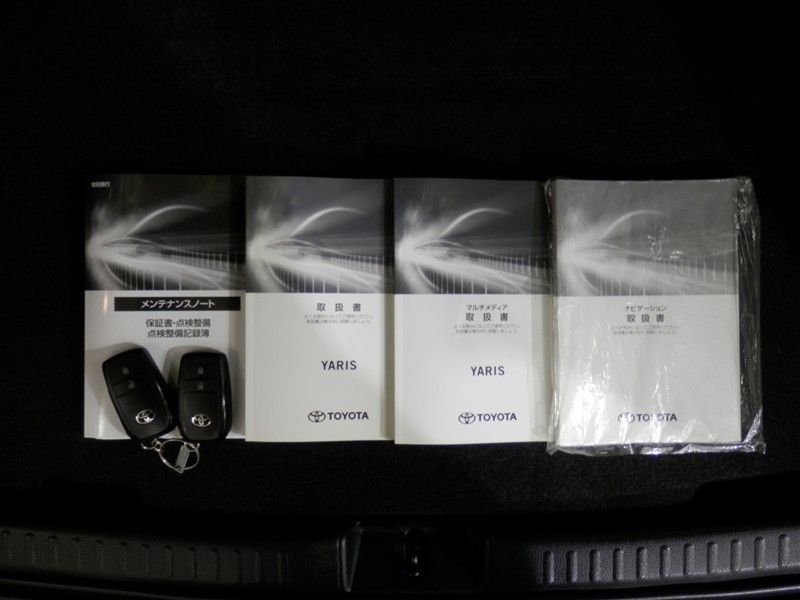 メンテナンスノート
保証書・点検整備
点検整備記録簿
取扱書
YARIS
TOYOTA
マルチメディア
取扱書
YARIS
TOYOTA
ナビゲーション
取扱書
TOYOTA